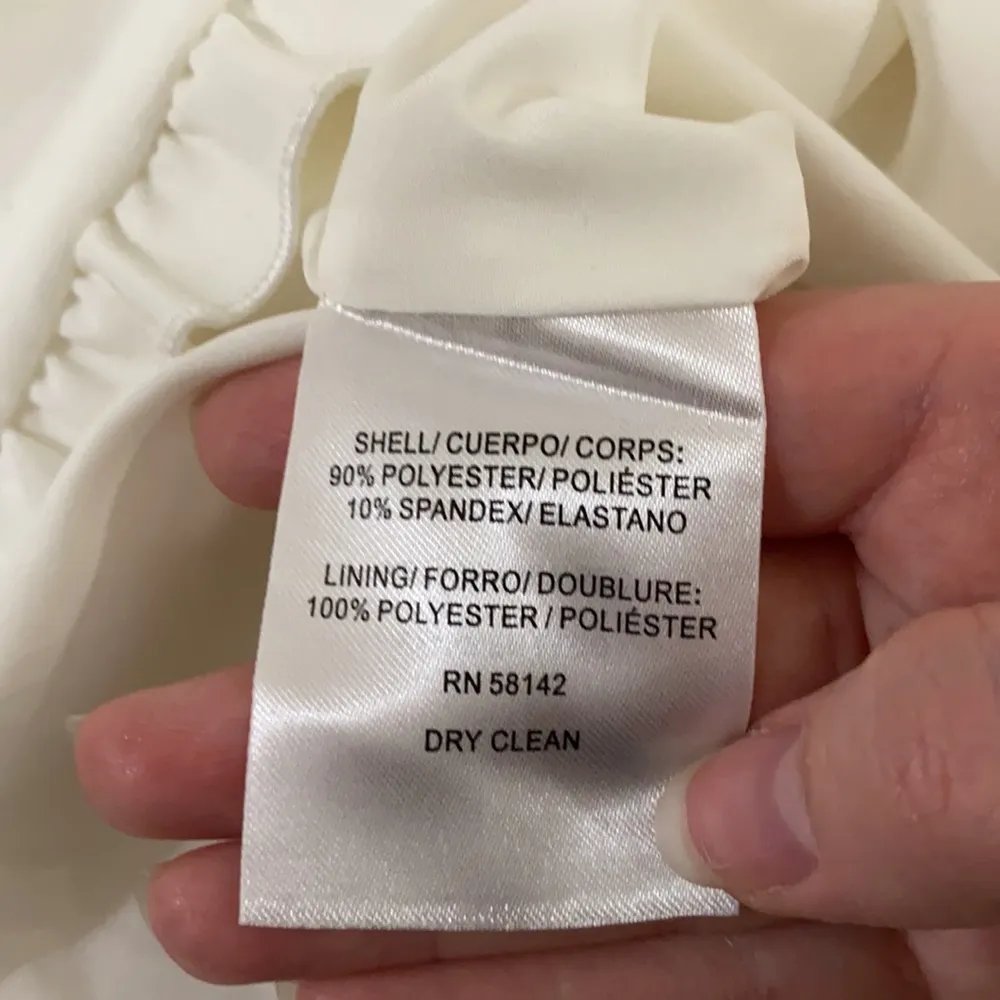 SHELL/ CUERPO/ CORPS:
90% POLYESTER/ POLIÉSTER
10% SPANDEX/ ELASTANO
LINING/ FORRO/ DOUBLURE:
100% POLYESTER / POLIÉSTER
RN 58142
DRY CLEAN